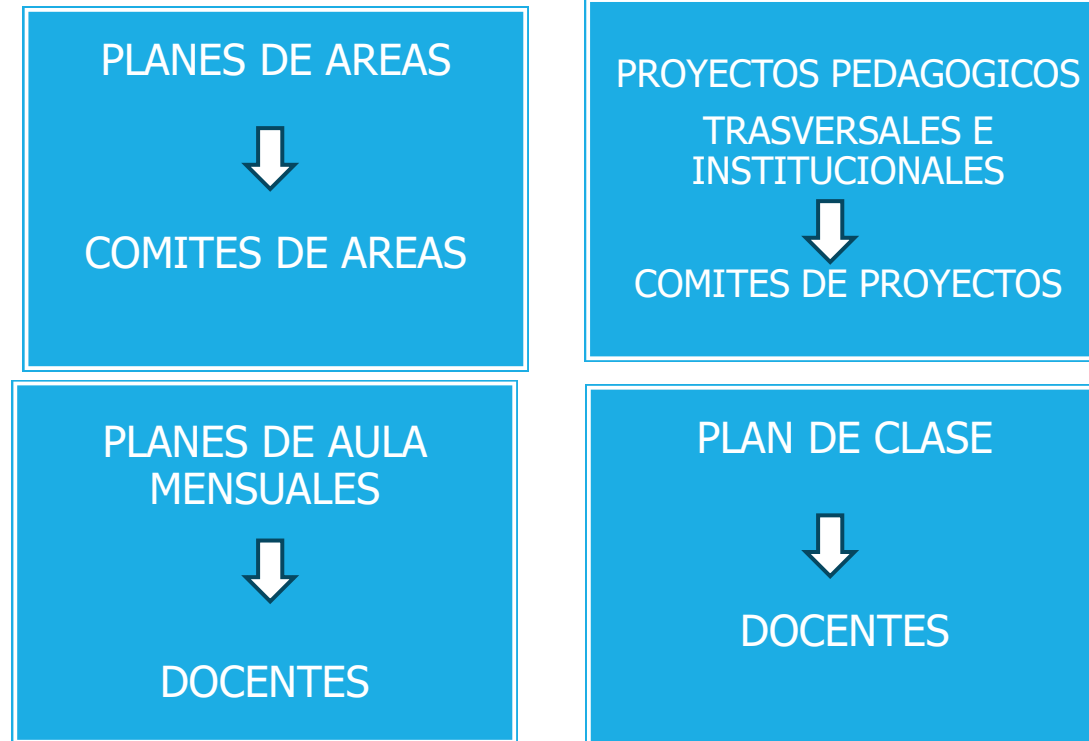 PLANES DE AREAS
COMITES DE AREAS
PROYECTOS PEDAGOGICOS
TRASVERSALES E
INSTITUCIONALES
COMITES DE PROYECTOS
PLANES DE AULA
MENSUALES
DOCENTES
PLAN DE CLASE
DOCENTES